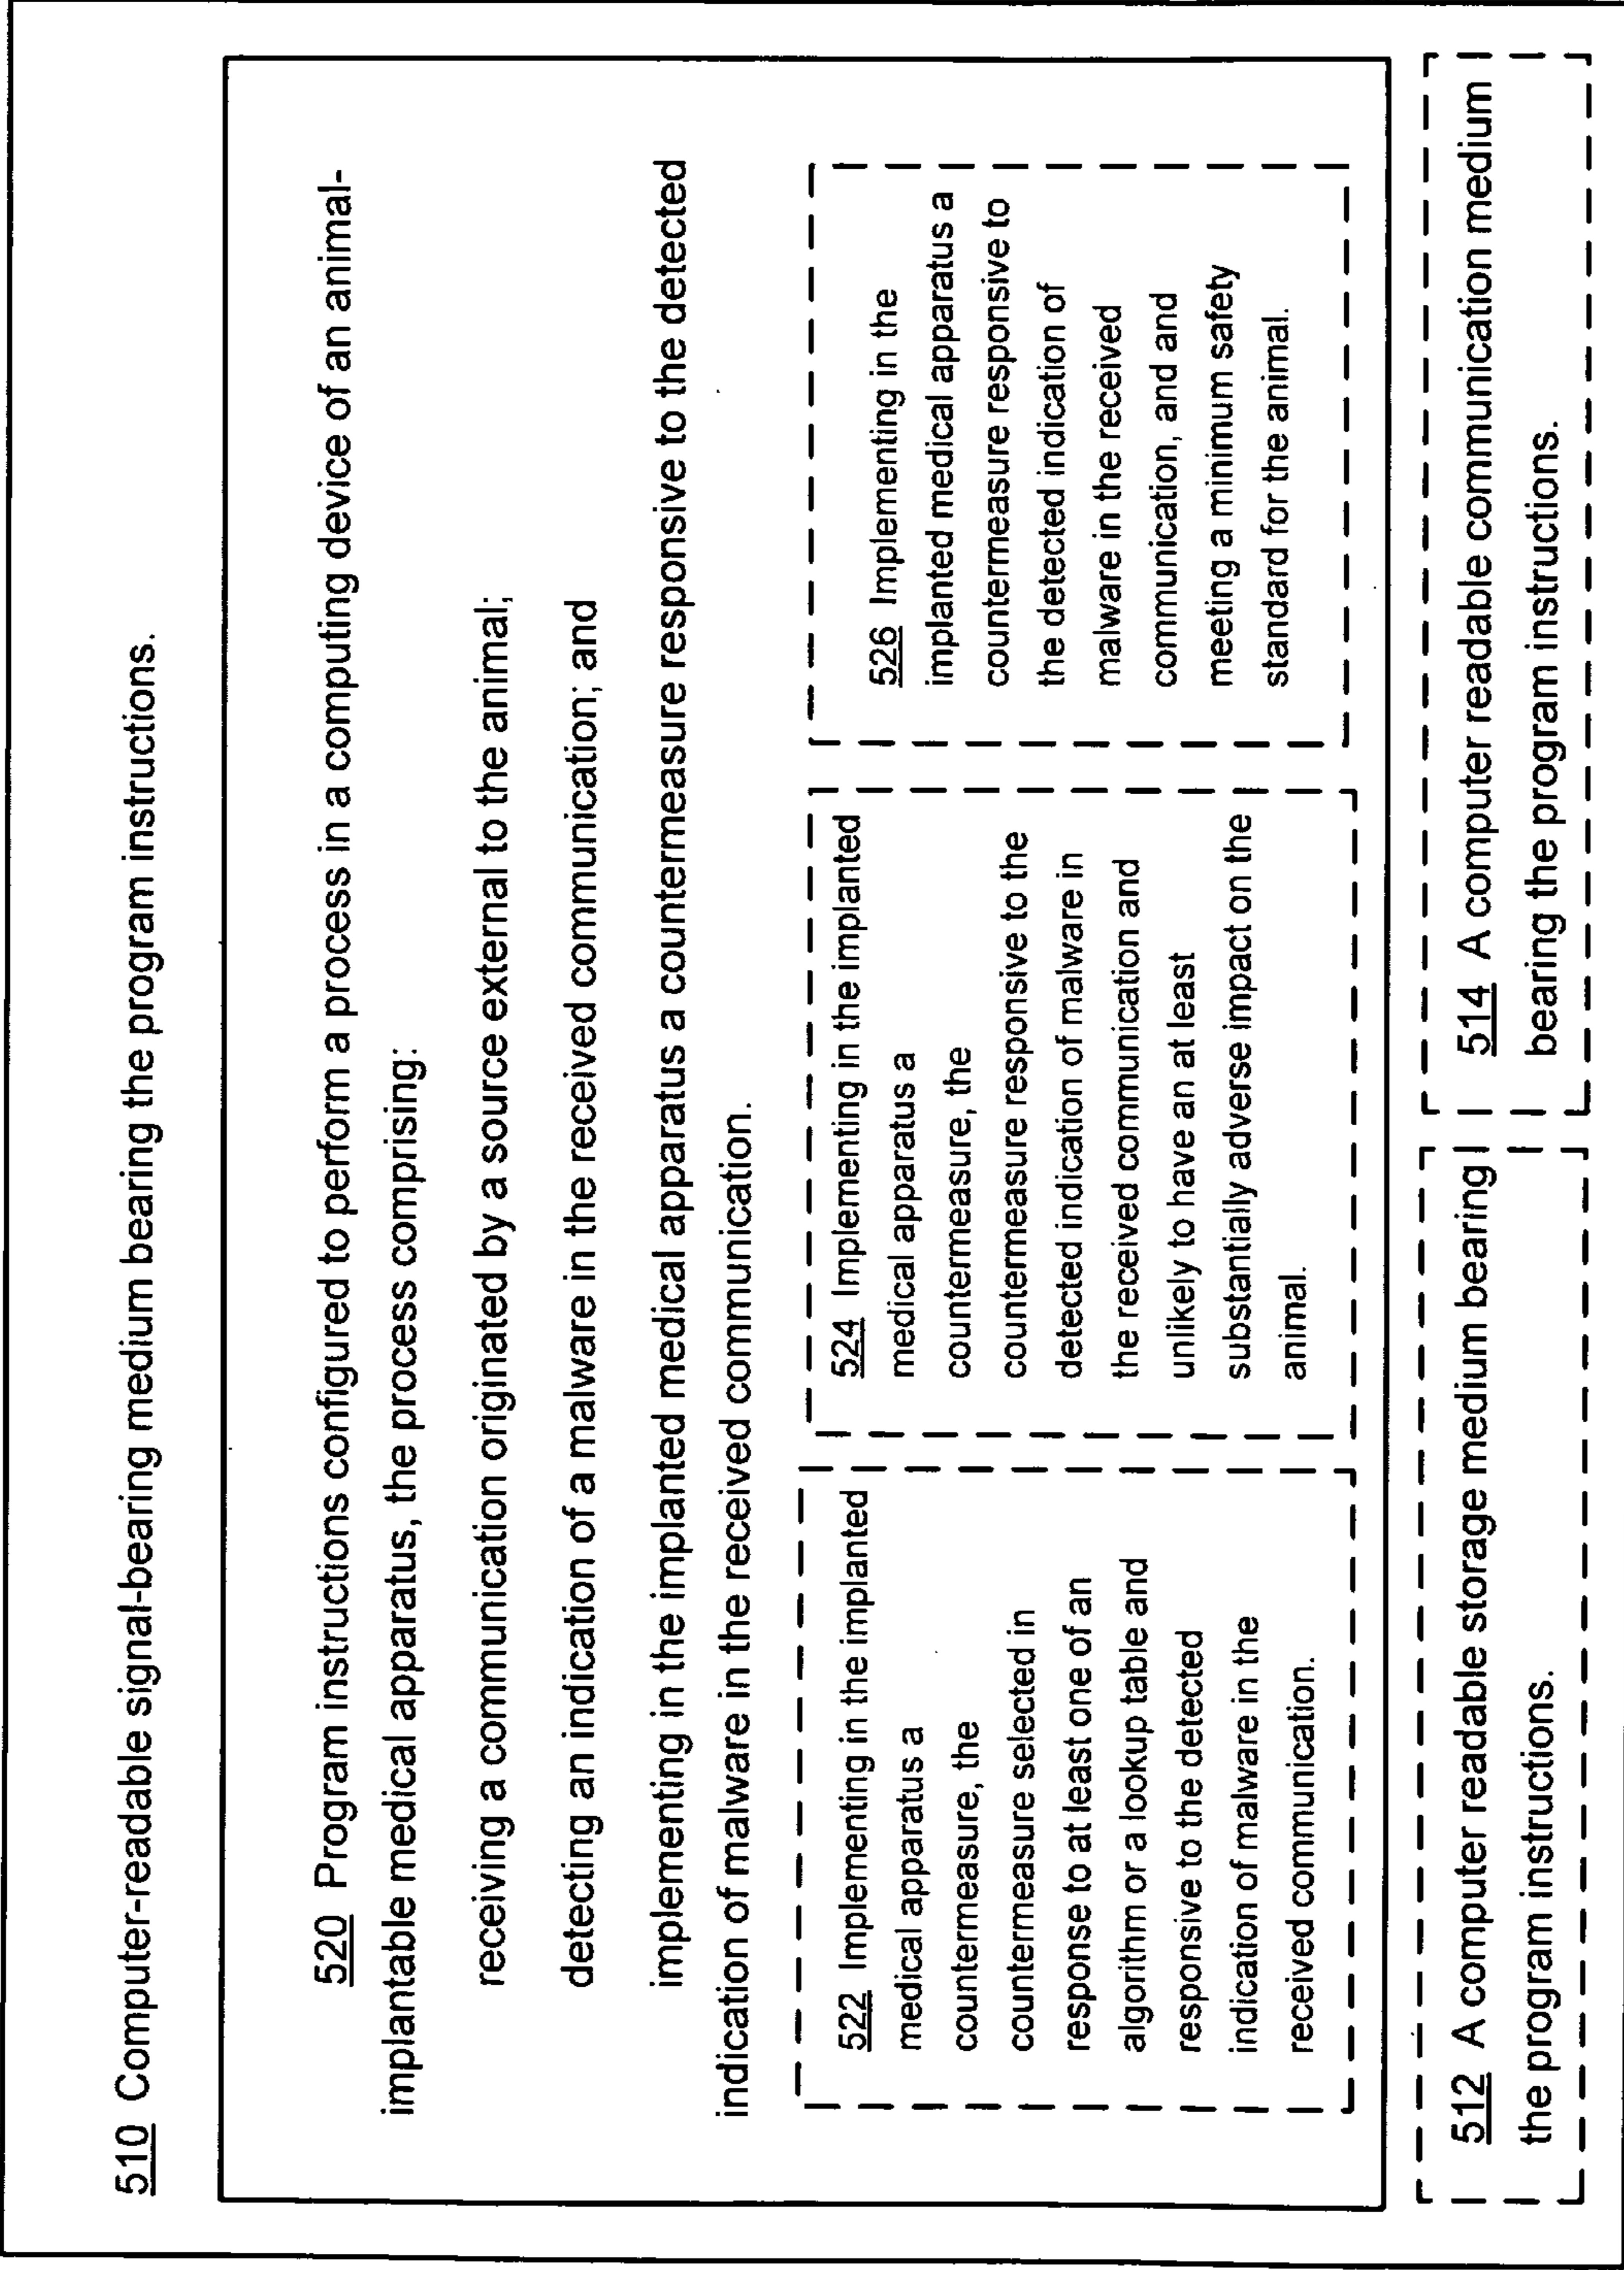 510 Computer-readable signal-bearing medium bearing the program instructions.
520 Program instructions configured to perform a process in a computing device of an animal-
implantable medical apparatus, the process comprising:
receiving a communication originated by a source external to the animal;
detecting an indication of a malware in the received communication; and
implementing in the implanted medical apparatus a countermeasure responsive to the detected
indication of malware in the received communication.
522 Implementing in the implanted
medical apparatus a
countermeasure, the
countermeasure selected in
response to at least one of an
algorithm or a lookup table and
responsive to the detected
indication of malware in the
received communication.
524 Implementing in the implanted
medical apparatus a
countermeasure, the
countermeasure responsive to the
detected indication of malware in
the received communication and
unlikely to have an at least
substantially adverse impact on the
animal.
526 Implementing in the
implanted medical apparatus a
countermeasure responsive to
the detected indication of
malware in the received
communication, and and
meeting a minimum safety
standard for the animal.
512 A computer readable storage medium bearing
the program instructions.
514 A computer readable communication medium
bearing the program instructions.